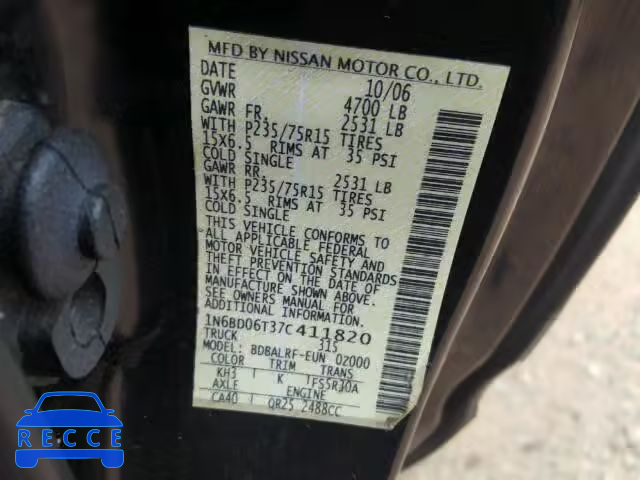 MFD BY NISSAN MOTOR CO., LTD.
DATE 10/06
GVWR 4700 LB
GAWR FR. 2531 LB
WITH P235/75R15 TIRES
15X6.5 RIMS AT 35 PSI
COLD SINGLE
GAWR RR. 2531 LB
WITH P235/75R15 TIRES
15X6.5 RIMS AT 35 PSI
COLD SINGLE
THIS VEHICLE CONFORMS TO
ALL APPLICABLE FEDERAL
MOTOR VEHICLE SAFETY AND
THEFT PREVENTION STANDARDS
IN EFFECT ON THE DATE OF
MANUFACTURE SHOWN ABOVE.
SEE OWNERS MANUAL FOR
ADDITIONAL INFORMATION.
1N6BD06T37C411820
TRUCK 315
MODEL: BDBALRF-EUN 02000
COLOR TRIM TRANS
KH3 K FS5R30A
AXLE ENGINE
CA40 QR25 2488CC